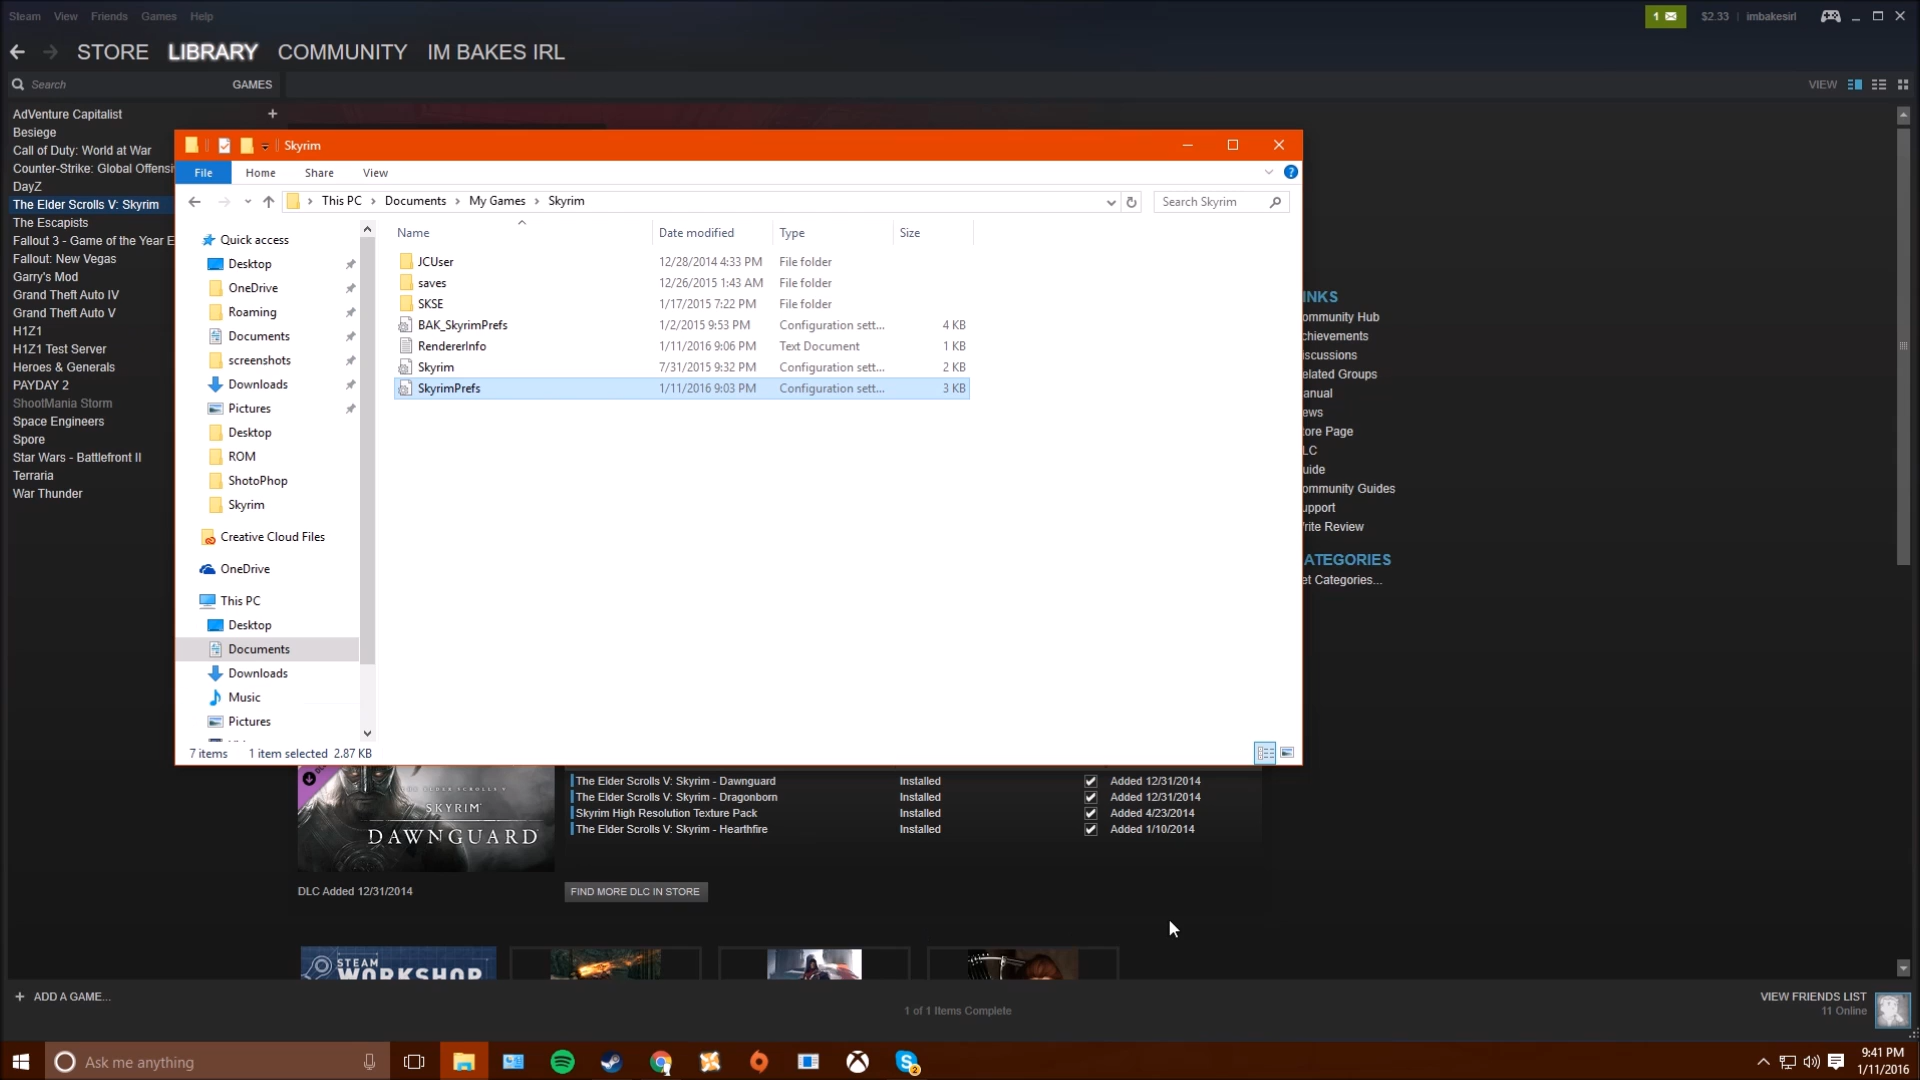 Steam View Friends Games Help
1 $2.33 imbakesirl
STORE LIBRARY COMMUNITY IM BAKES IRL
Search GAMES VIEW
AdVenture Capitalist
Besiege
Call of Duty: World at War
Counter-Strike: Global Offensi
DayZ
The Elder Scrolls V: Skyrim
The Escapists
Fallout 3 - Game of the Year E
Fallout: New Vegas
Garry's Mod
Grand Theft Auto IV
Grand Theft Auto V
H1Z1
H1Z1 Test Server
Heroes & Generals
PAYDAY 2
ShootMania Storm
Space Engineers
Spore
Star Wars - Battlefront II
Terraria
War Thunder
Skyrim
File Home Share View
This PC > Documents > My Games > Skyrim
Search Skyrim
Quick access
Desktop
OneDrive
Roaming
Documents
screenshots
Downloads
Pictures
Desktop
ROM
ShotoPhop
Skyrim
Creative Cloud Files
OneDrive
This PC
Desktop
Documents
Downloads
Music
Pictures
Name Date modified Type Size
JCUser 12/28/2014 4:33 PM File folder
saves 12/26/2015 1:43 AM File folder
SKSE 1/17/2015 7:22 PM File folder
BAK_SkyrimPrefs 1/2/2015 9:53 PM Configuration sett... 4 KB
RendererInfo 1/11/2016 9:06 PM Text Document 1 KB
Skyrim 7/31/2015 9:32 PM Configuration sett... 2 KB
SkyrimPrefs 1/11/2016 9:03 PM Configuration sett... 3 KB
7 items 1 item selected 2.87 KB
INKS
ommunity Hub
chievements
iscussions
elated Groups
anual
ews
tore Page
LC
uide
ommunity Guides
upport
rite Review
ATEGORIES
et Categories...
SKYRIM
DAWNGUARD
DLC Added 12/31/2014
The Elder Scrolls V: Skyrim - Dawnguard Installed Added 12/31/2014
The Elder Scrolls V: Skyrim - Dragonborn Installed Added 12/31/2014
Skyrim High Resolution Texture Pack Installed Added 4/23/2014
The Elder Scrolls V: Skyrim - Hearthfire Installed Added 1/10/2014
FIND MORE DLC IN STORE
STEAM
WORKSHOP
+ ADD A GAME...
1 of 1 Items Complete
VIEW FRIENDS LIST
11 Online
Ask me anything
2
9:41 PM
1/11/2016